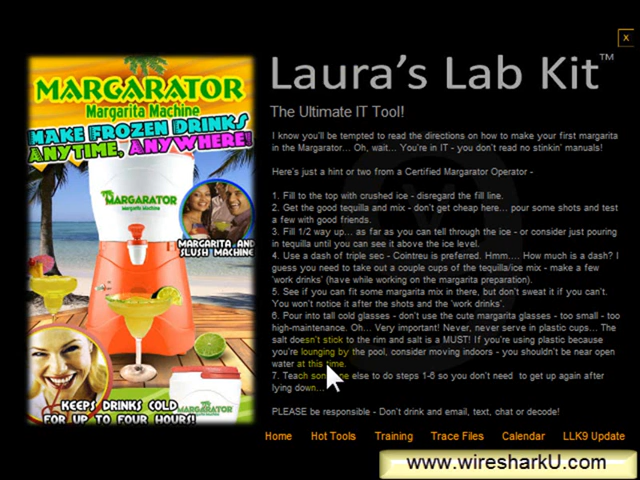 x
Laura's Lab Kit™
The Ultimate IT Tool!
MARGARATOR
Margarita Machine
MAKE FROZEN DRINKS
ANYTIME, ANYWHERE!
MARGARATOR
Margarita Machine
MARGARITA AND
SLUSH MACHINE
MARGARATOR
KEEPS DRINKS COLD
FOR UP TO FOUR HOURS!
I know you'll be tempted to read the directions on how to make your first margarita
in the Margarator... Oh, wait... You're in IT - you don't read no stinkin' manuals!
Here's just a hint or two from a Certified Margarator Operator -
1. Fill to the top with crushed ice - disregard the fill line.
2. Get the good tequilla and mix - don't get cheap here... pour some shots and test
a few with good friends.
3. Fill 1/2 way up... as far as you can tell through the ice - or consider just pouring
in tequilla until you can see it above the ice level.
4. Use a dash of triple sec - Cointreu is preferred. Hmm.... How much is a dash? I
guess you need to take out a couple cups of the tequilla/ice mix - make a few
'work drinks' (have while working on the margarita preparation).
5. See if you can fit some margarita mix in there, but don't sweat it if you can't.
You won't notice it after the shots and the 'work drinks'.
6. Pour into tall cold glasses - don't use the cute margarita glasses - too small - too
high-maintenance. Oh... Very important! Never, never serve in plastic cups... The
salt doesn't stick to the rim and salt is a MUST! If you're using plastic because
you're lounging by the pool, consider moving indoors - you shouldn't be near open
water at this time.
7. Teach else to do steps 1-6 so you don't need to get up again after
lying down...
PLEASE be responsible - Don't drink and email, text, chat or decode!
Home Hot Tools Training Trace Files Calendar LLK9 Update
www.wiresharkU.com